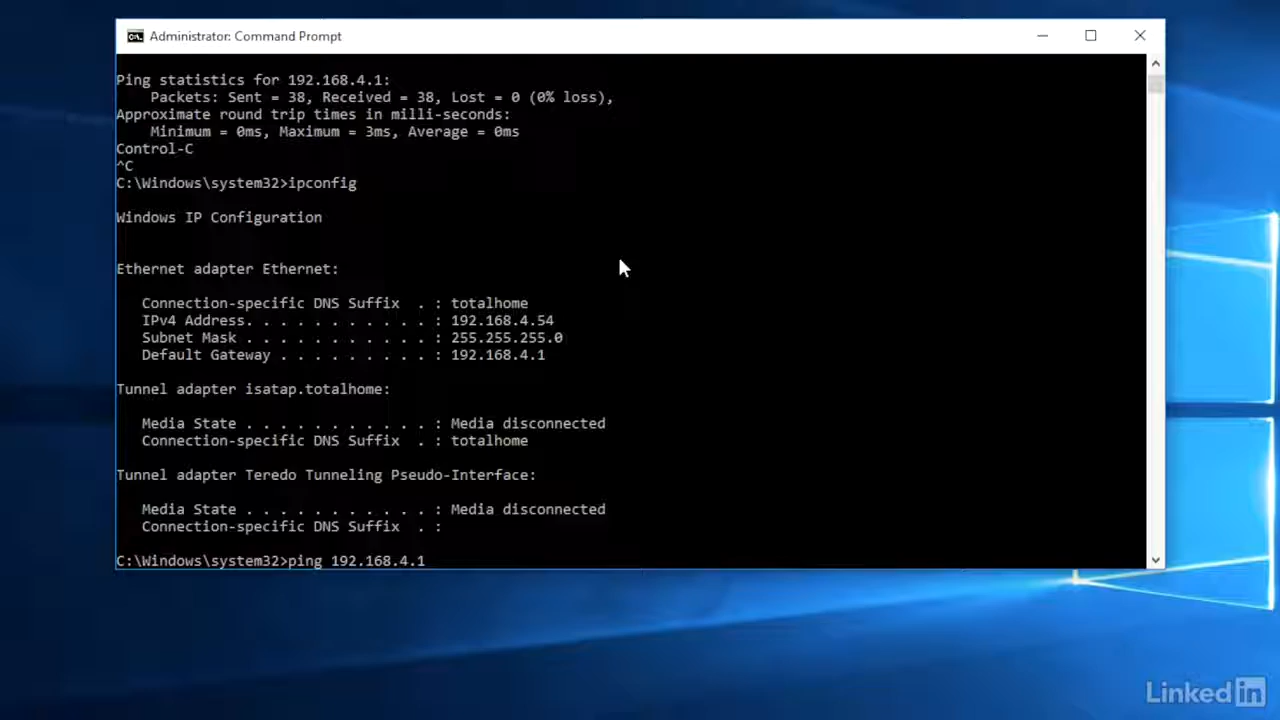 Administrator: Command Prompt
Ping statistics for 192.168.4.1:
    Packets: Sent = 38, Received = 38, Lost = 0 (0% loss),
Approximate round trip times in milli-seconds:
    Minimum = 0ms, Maximum = 3ms, Average = 0ms
Control-C
^C
C:\Windows\system32>ipconfig
Windows IP Configuration
Ethernet adapter Ethernet:
   Connection-specific DNS Suffix  . : totalhome
   IPv4 Address. . . . . . . . . . . : 192.168.4.54
   Subnet Mask . . . . . . . . . . . : 255.255.255.0
   Default Gateway . . . . . . . . . : 192.168.4.1
Tunnel adapter isatap.totalhome:
   Media State . . . . . . . . . . . : Media disconnected
   Connection-specific DNS Suffix  . : totalhome
Tunnel adapter Teredo Tunneling Pseudo-Interface:
   Media State . . . . . . . . . . . : Media disconnected
   Connection-specific DNS Suffix  . :
C:\Windows\system32>ping 192.168.4.1
LinkedIn